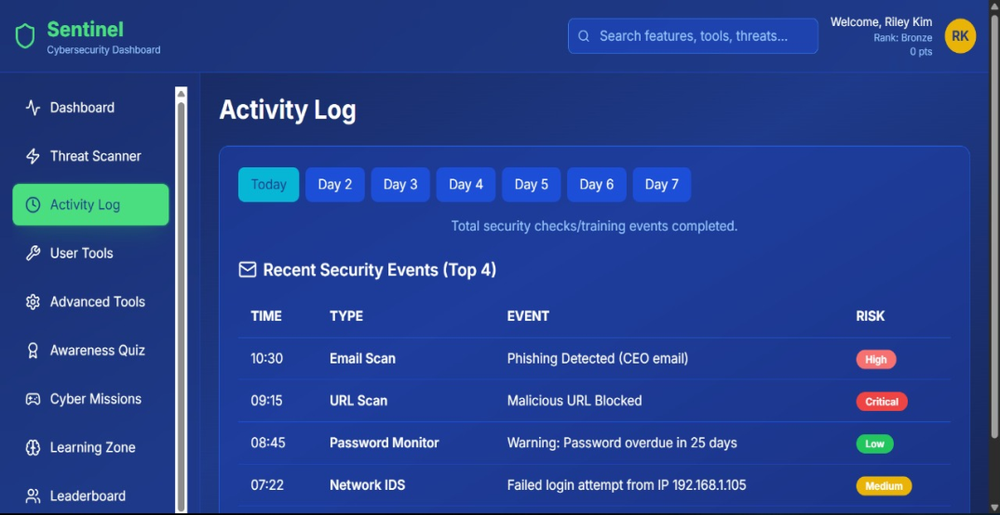 Sentinel
Cybersecurity Dashboard
Search features, tools, threats...
Welcome, Riley Kim
Rank: Bronze
0 pts
RK
Dashboard
Threat Scanner
Activity Log
User Tools
Advanced Tools
Awareness Quiz
Cyber Missions
Learning Zone
Leaderboard
Activity Log
Today Day 2 Day 3 Day 4 Day 5 Day 6 Day 7
Total security checks/training events completed.
Recent Security Events (Top 4)
TIME TYPE EVENT RISK
10:30 Email Scan Phishing Detected (CEO email) High
09:15 URL Scan Malicious URL Blocked Critical
08:45 Password Monitor Warning: Password overdue in 25 days Low
07:22 Network IDS Failed login attempt from IP 192.168.1.105 Medium